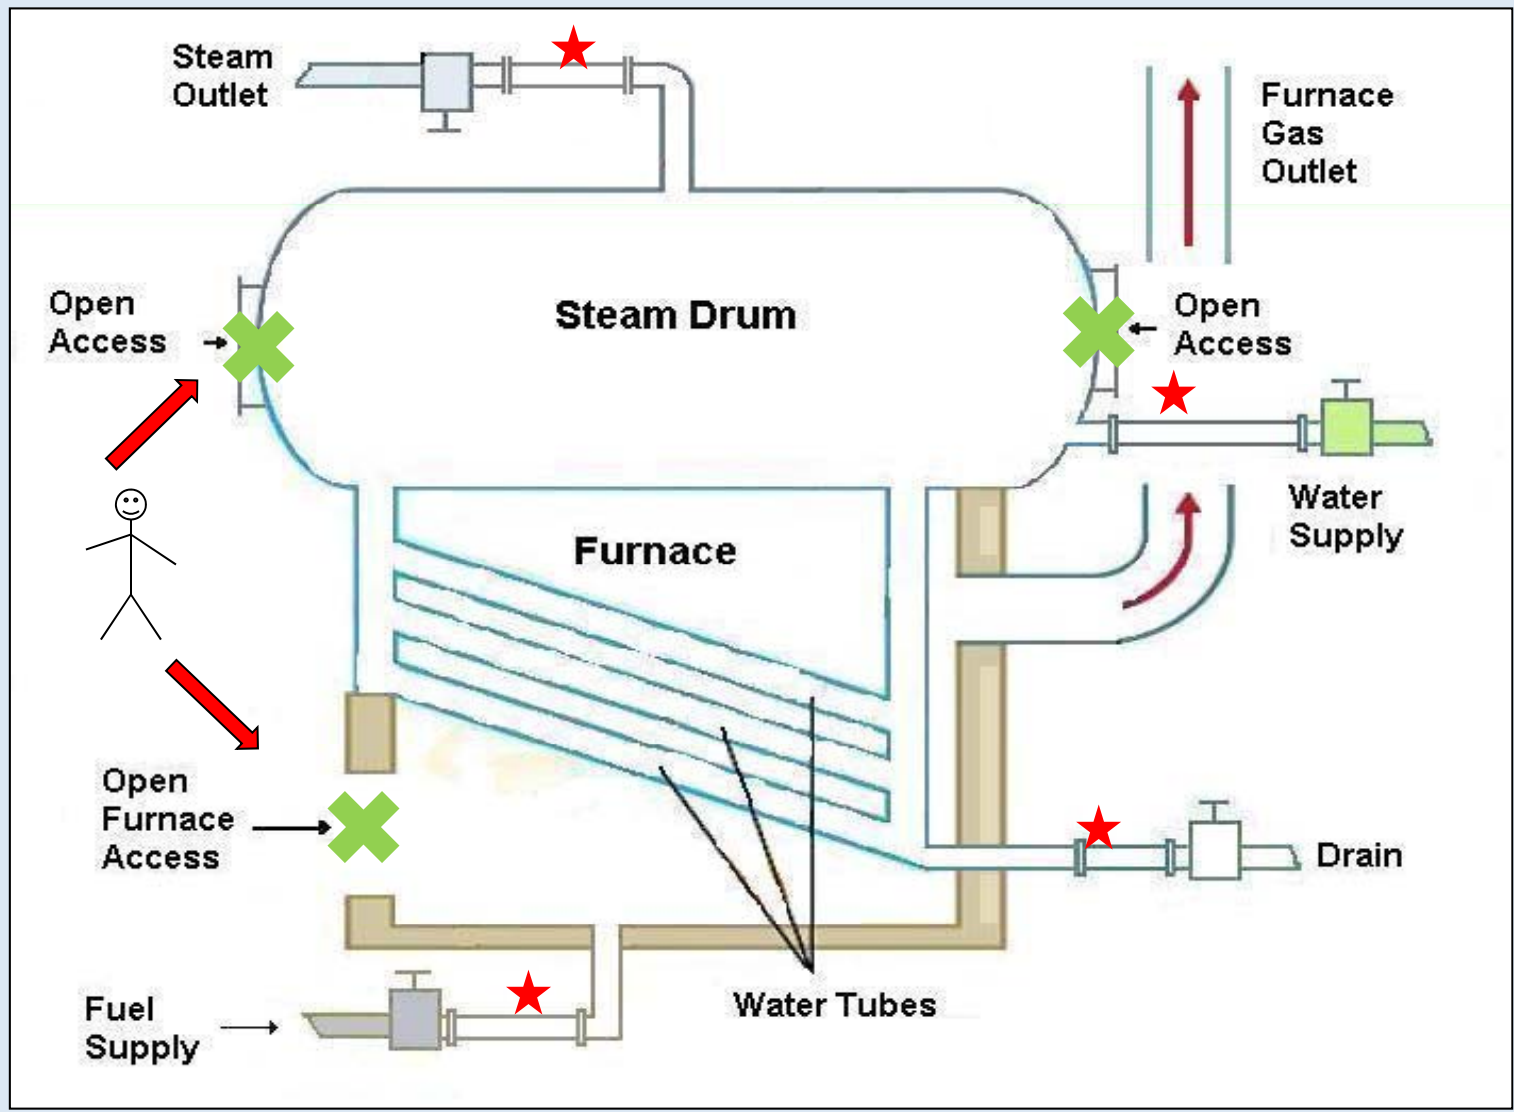 Steam
Outlet
Furnace
Gas
Outlet
Open
Access
Steam Drum
Open
Access
Water
Supply
Furnace
Open
Furnace
Access
Drain
Water Tubes
Fuel
Supply